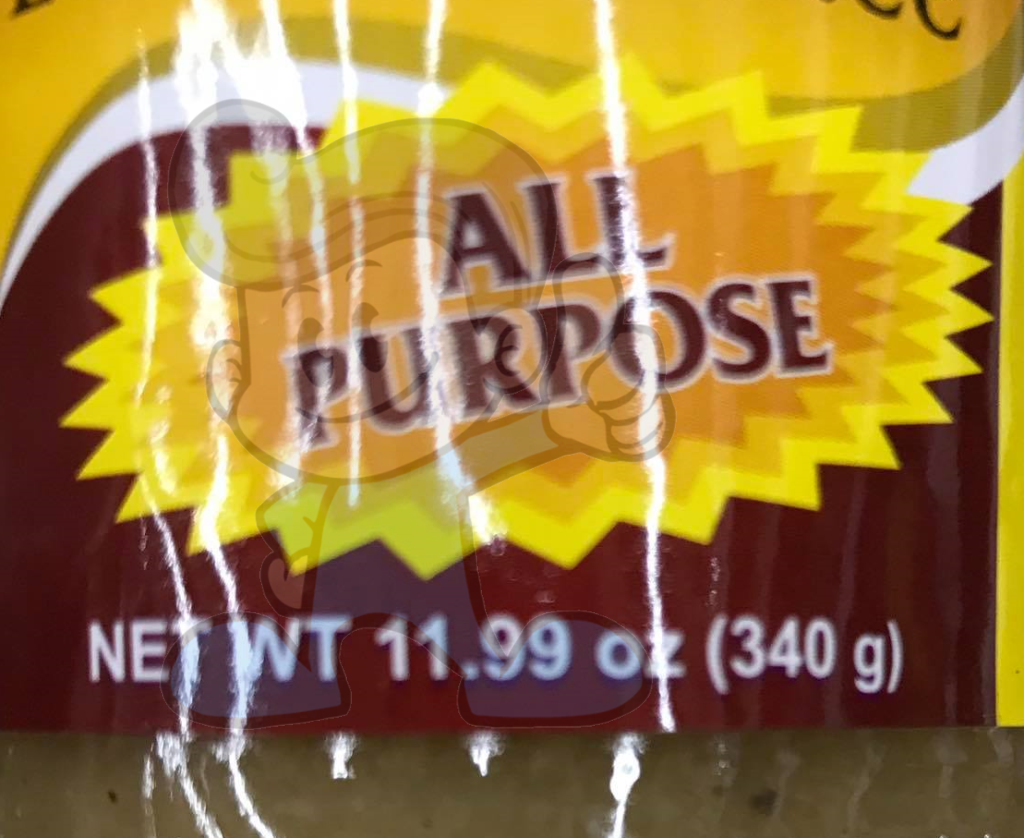 ALL
PURPOSE
NET WT 11.99 oz (340 g)